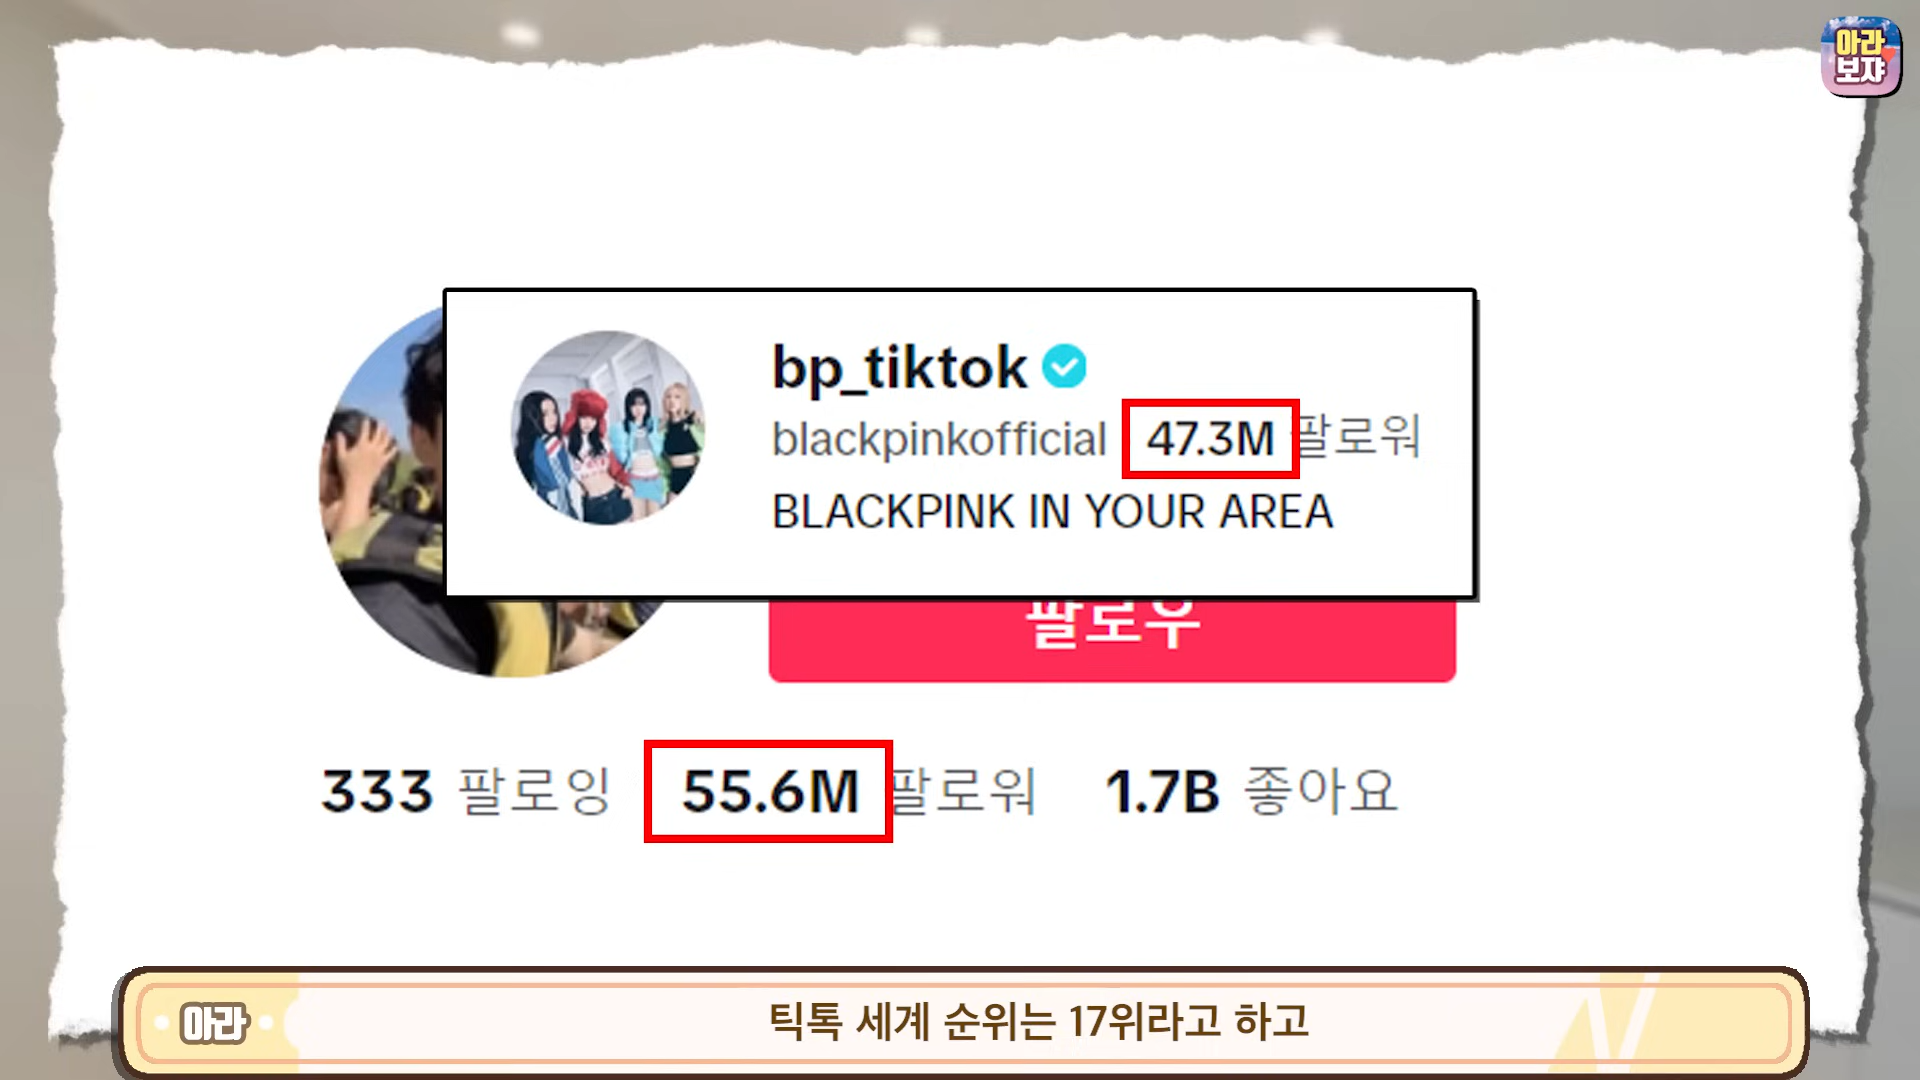 아라
보쟈
bp_tiktok
blackpinkofficial 47.3M 팔로워
BLACKPINK IN YOUR AREA
팔로우
333 팔로잉 55.6M 팔로워 1.7B 좋아요
아라
틱톡 세계 순위는 17위라고 하고